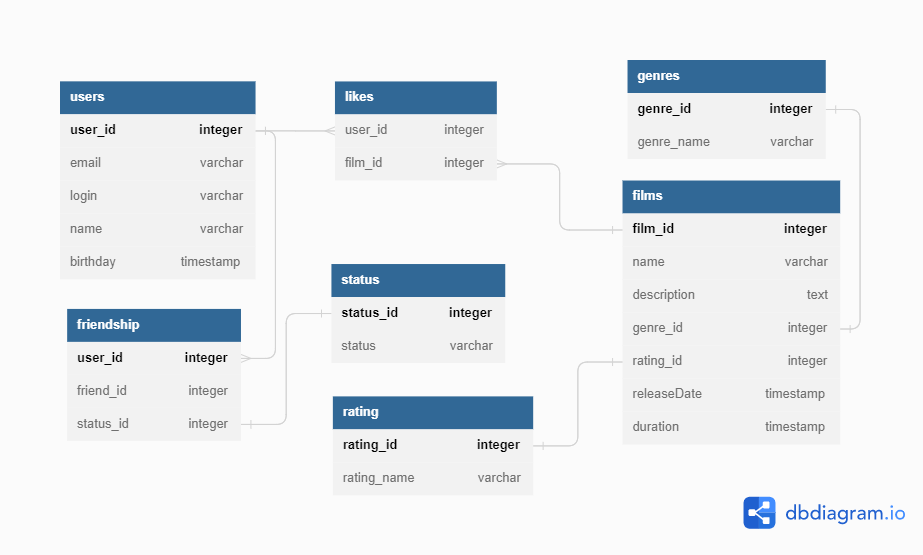 users
user_id integer
email varchar
login varchar
name varchar
birthday timestamp
friendship
user_id integer
friend_id integer
status_id integer
likes
user_id integer
film_id integer
status
status_id integer
status varchar
rating
rating_id integer
rating_name varchar
genres
genre_id integer
genre_name varchar
films
film_id integer
name varchar
description text
genre_id integer
rating_id integer
releaseDate timestamp
duration timestamp
dbdiagram.io